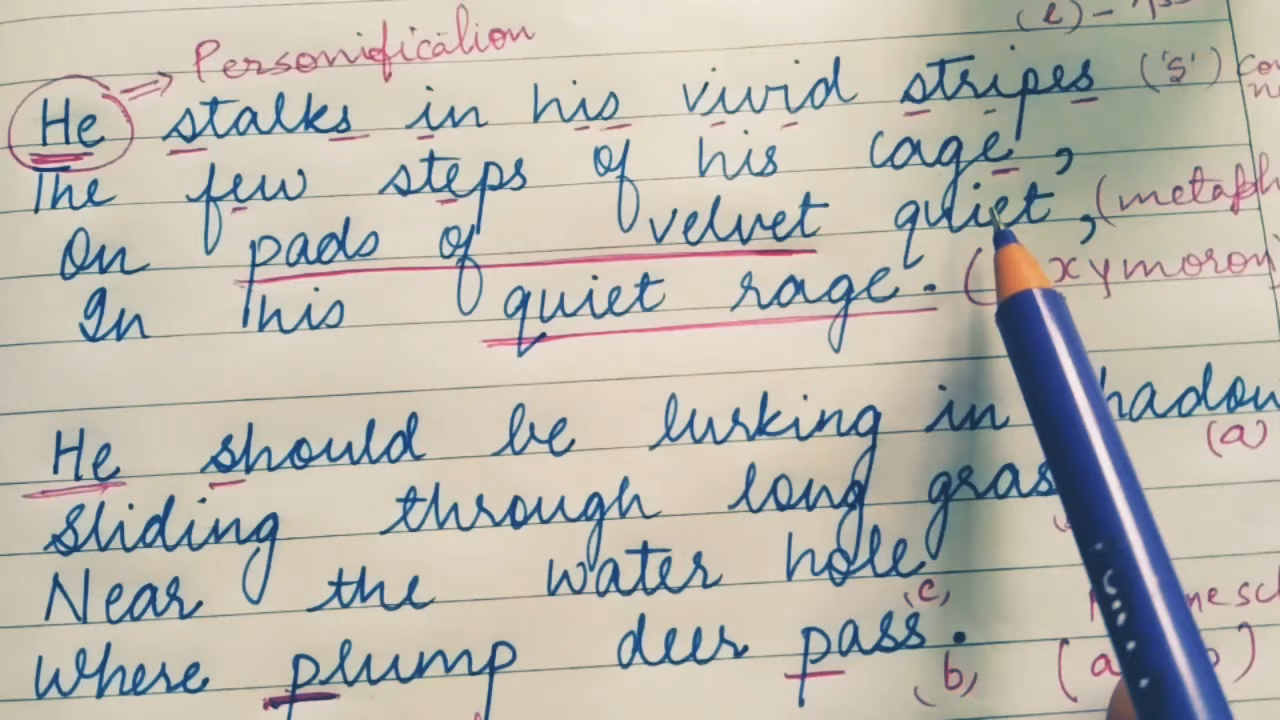 (e) -
Personification
He stalks in his vivid stripes ('S')
The few steps of his cage,
On pads of velvet quiet, (metaph
In his quiet rage. ( xymoron
He should be lurking in hadow
(a)
Sliding through long gras
Near the water hole
(c)
Where plump deer pass.
(b) (a b)